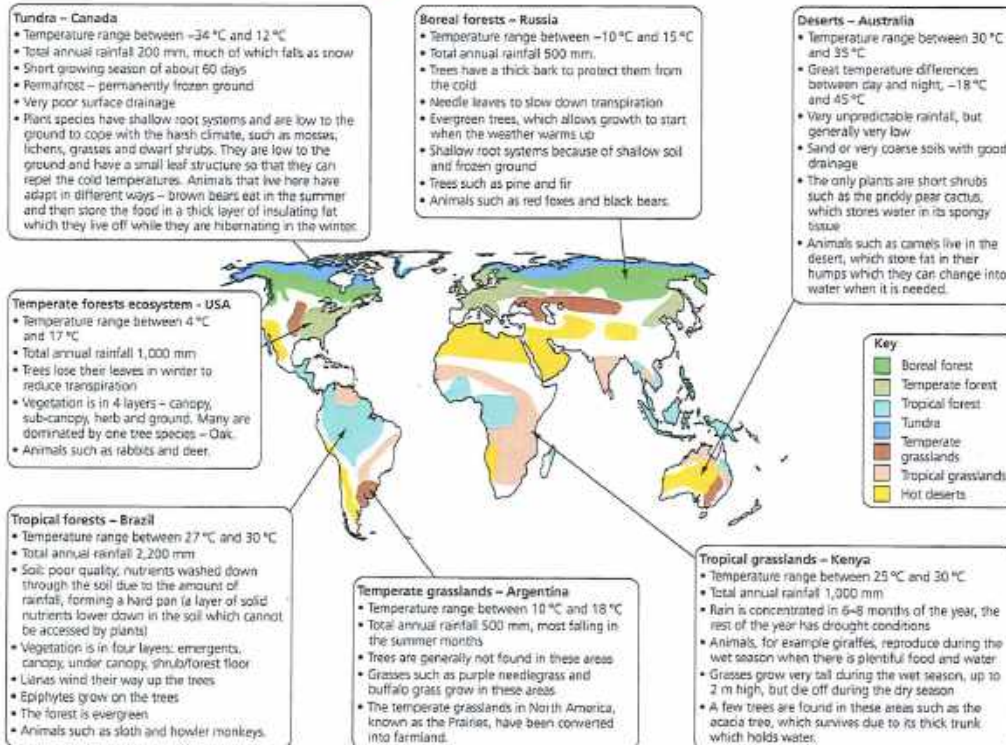 Tundra – Canada
• Temperature range between –34 °C and 12 °C
• Total annual rainfall 200 mm, much of which falls as snow
• Short growing season of about 60 days
• Permafrost – permanently frozen ground
• Very poor surface drainage
• Plant species have shallow root systems and are low to the
ground to cope with the harsh climate, such as mosses,
lichens, grasses and dwarf shrubs. They are low to the
ground and have a small leaf structure so that they can
repel the cold temperatures. Animals that live here have
adapt in different ways – brown bears eat in the summer
and then store the food in a thick layer of insulating fat
which they live off while they are hibernating in the winter.
Boreal forests – Russia
• Temperature range between –10 °C and 15 °C
• Total annual rainfall 500 mm.
• Trees have a thick bark to protect them from
the cold
• Needle leaves to slow down transpiration
• Evergreen trees, which allows growth to start
when the weather warms up
• Shallow root systems because of shallow soil
and frozen ground
• Trees such as pine and fir
• Animals such as red foxes and black bears.
Deserts – Australia
• Temperature range between 30 °C
and 35 °C
• Great temperature differences
between day and night, –18 °C
and 45 °C
• Very unpredictable rainfall, but
generally very low
• Sand or very coarse soils with good
drainage
• The only plants are short shrubs
such as the prickly pear cactus,
which stores water in its spongy
tissue
• Animals such as camels live in the
desert, which store fat in their
humps which they can change into
water when it is needed.
Temperate forests ecosystem - USA
• Temperature range between 4 °C
and 17 °C
• Total annual rainfall 1,000 mm
• Trees lose their leaves in winter to
reduce transpiration
• Vegetation is in 4 layers – canopy,
sub-canopy, herb and ground. Many are
dominated by one tree species – Oak.
• Animals such as rabbits and deer.
Key
Boreal forest
Temperate forest
Tropical forest
Tundra
Temperate
grasslands
Tropical grasslands
Hot deserts
Tropical forests – Brazil
• Temperature range between 27 °C and 30 °C
• Total annual rainfall 2,200 mm
• Soil: poor quality, nutrients washed down
through the soil due to the amount of
rainfall, forming a hard pan (a layer of solid
nutrients lower down in the soil which cannot
be accessed by plants)
• Vegetation is in four layers: emergents,
canopy, under canopy, shrub/forest floor
• Lianas wind their way up the trees
• Epiphytes grow on the trees
• The forest is evergreen
• Animals such as sloth and howler monkeys.
Temperate grasslands – Argentina
• Temperature range between 10 °C and 18 °C
• Total annual rainfall 500 mm, most falling in
the summer months
• Trees are generally not found in these areas
• Grasses such as purple needlegrass and
buffalo grass grow in these areas
• The temperate grasslands in North America,
known as the Prairies, have been converted
into farmland.
Tropical grasslands – Kenya
• Temperature range between 25 °C and 30 °C
• Total annual rainfall 1,000 mm
• Rain is concentrated in 6–8 months of the year, the
rest of the year has drought conditions
• Animals, for example giraffes, reproduce during the
wet season when there is plentiful food and water
• Grasses grow very tall during the wet season, up to
2 m high, but die off during the dry season
• A few trees are found in these areas such as the
acacia tree, which survives due to its thick trunk
which holds water.